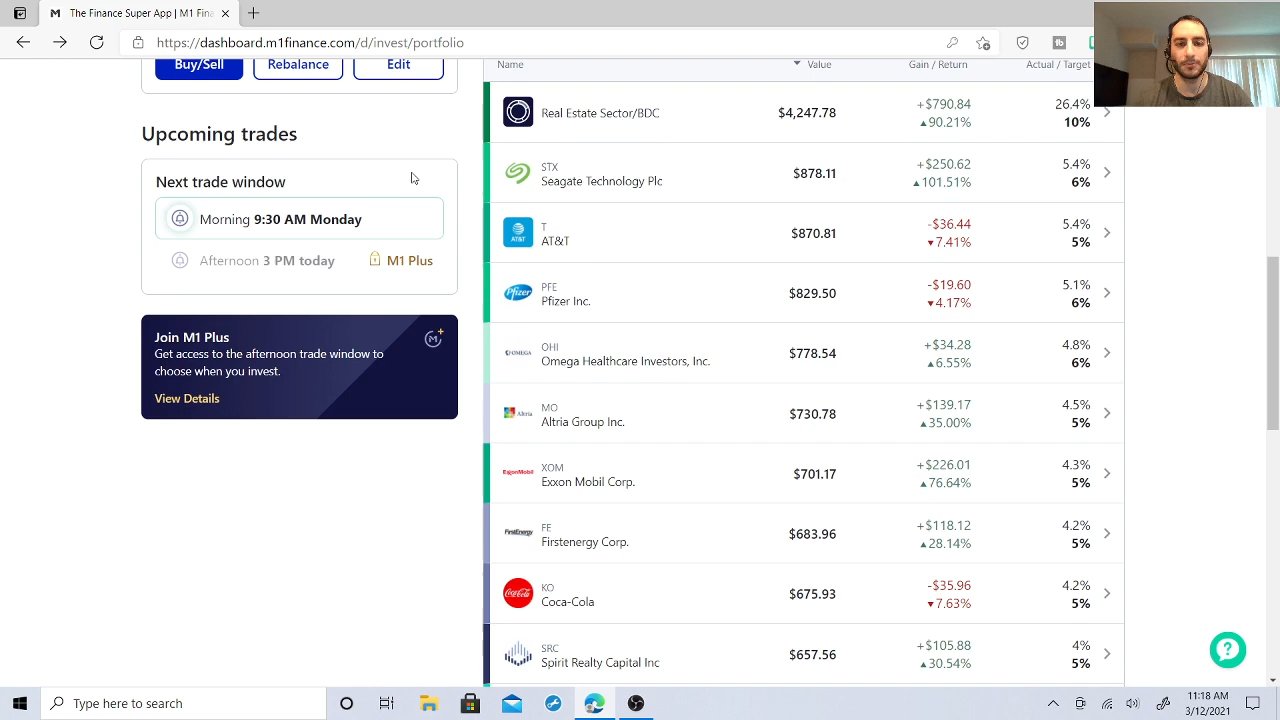 The Finance Super App | M1 Fin
https://dashboard.m1finance.com/d/invest/portfolio
Buy/Sell
Rebalance
Edit
Upcoming trades
Next trade window
Morning 9:30 AM Monday
Afternoon 3 PM today
M1 Plus
Join M1 Plus
Get access to the afternoon trade window to
choose when you invest.
View Details
Name Value Gain / Return Actual / Target
Real Estate Sector/BDC $4,247.78 +$790.84 26.4%
▲90.21% 10%
STX +$250.62 5.4%
Seagate Technology Plc $878.11 ▲101.51% 6%
AT&T
T -$36.44 5.4%
AT&T $870.81 ▼7.41% 5%
Pfizer
PFE -$19.20 5.1%
Pfizer Inc. $829.50 ▼4.17% 6%
OMEGA
OHI +$34.28 4.8%
Omega Healthcare Investors, Inc. $778.54 ▲6.55% 6%
Altria
MO +$139.17 4.5%
Altria Group Inc. $730.78 ▲35.00% 5%
ExxonMobil
XOM +$226.01 4.3%
Exxon Mobil Corp. $701.17 ▲76.64% 5%
FirstEnergy
FE +$118.12 4.2%
Firstenergy Corp. $683.96 ▲28.14% 5%
Coca-Cola
KO -$35.96 4.2%
Coca-Cola $675.93 ▼7.63% 5%
SRC +$105.88 4%
Spirit Realty Capital Inc $657.56 ▲30.54% 5%
Type here to search
11:18 AM
3/12/2021